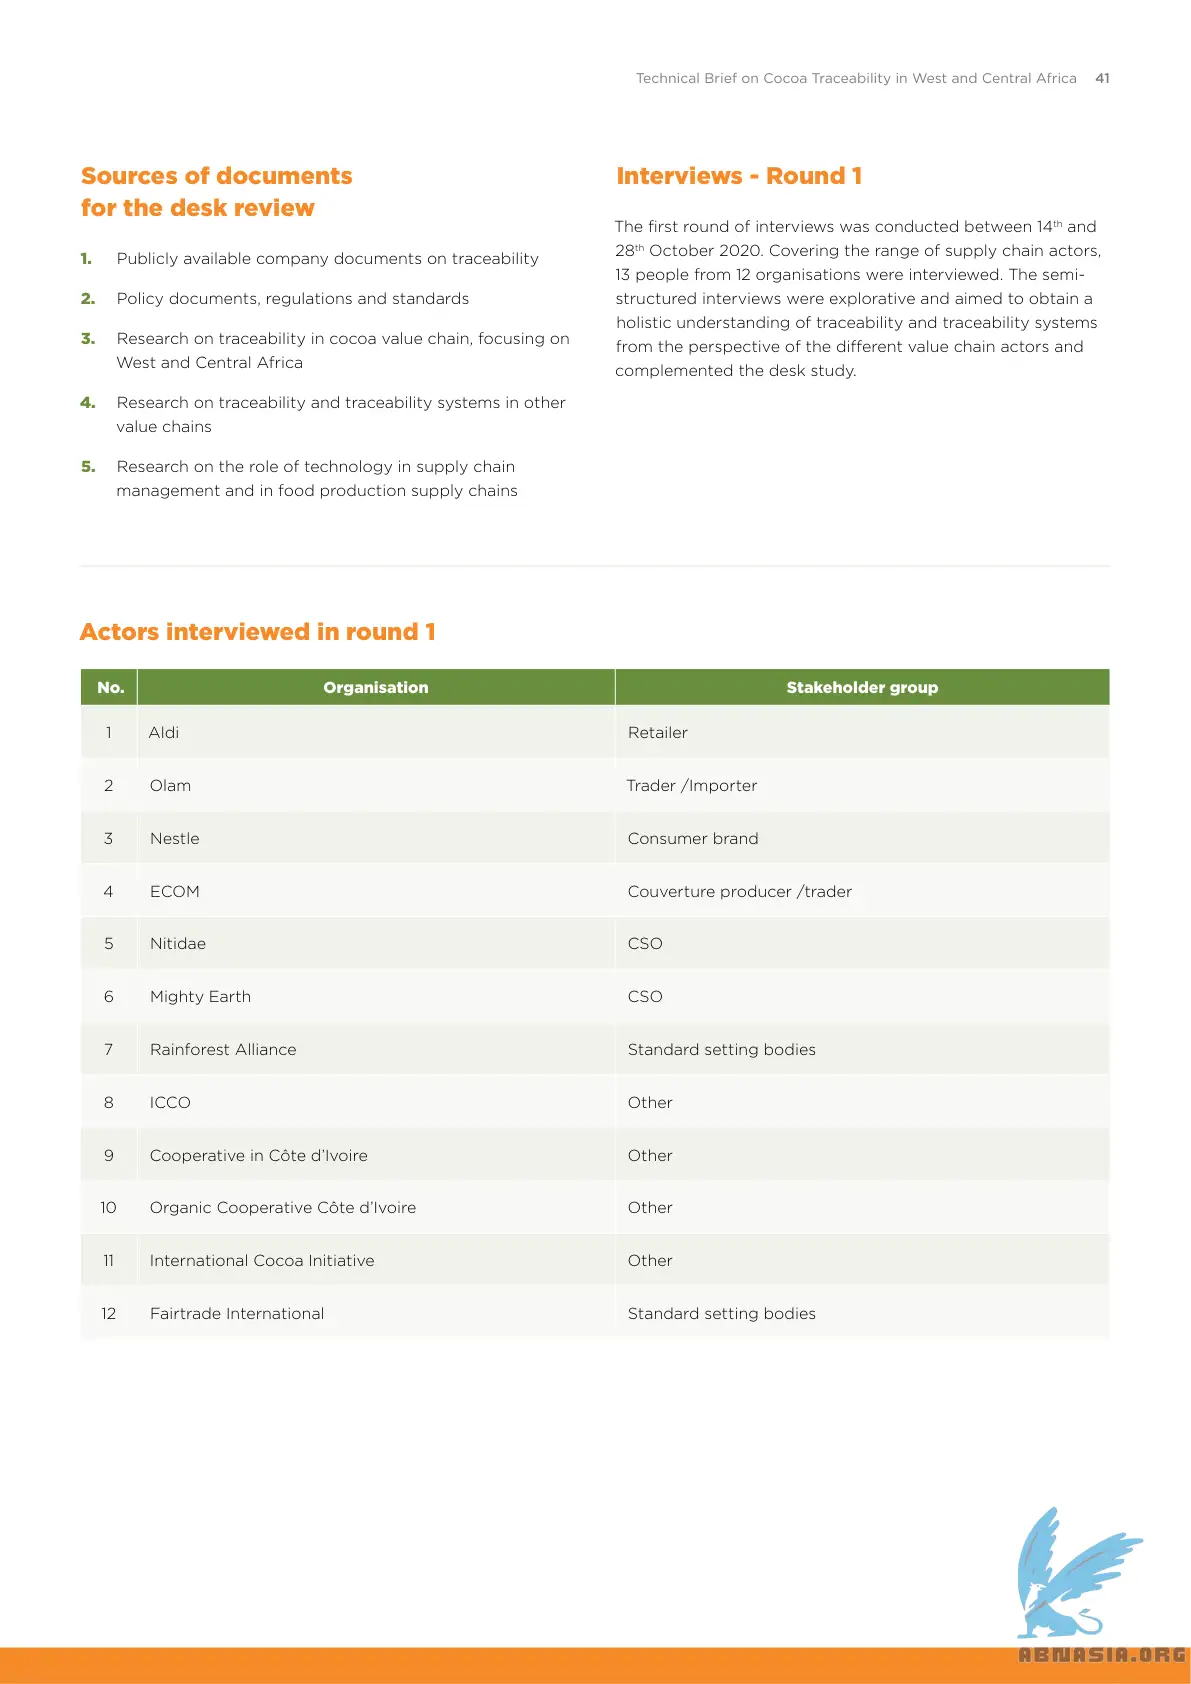 Technical Brief on Cocoa Traceability in West and Central Africa 41
Sources of documents
for the desk review
1. Publicly available company documents on traceability
2. Policy documents, regulations and standards
3. Research on traceability in cocoa value chain, focusing on
West and Central Africa
4. Research on traceability and traceability systems in other
value chains
5. Research on the role of technology in supply chain
management and in food production supply chains
Interviews - Round 1
The first round of interviews was conducted between 14th and
28th October 2020. Covering the range of supply chain actors,
13 people from 12 organisations were interviewed. The semi-
structured interviews were explorative and aimed to obtain a
holistic understanding of traceability and traceability systems
from the perspective of the different value chain actors and
complemented the desk study.
Actors interviewed in round 1
No. Organisation Stakeholder group
1 Aldi Retailer
2 Olam Trader /Importer
3 Nestle Consumer brand
4 ECOM Couverture producer /trader
5 Nitidae CSO
6 Mighty Earth CSO
7 Rainforest Alliance Standard setting bodies
8 ICCO Other
9 Cooperative in Côte d’Ivoire Other
10 Organic Cooperative Côte d’Ivoire Other
11 International Cocoa Initiative Other
12 Fairtrade International Standard setting bodies
ABNASIA.ORG